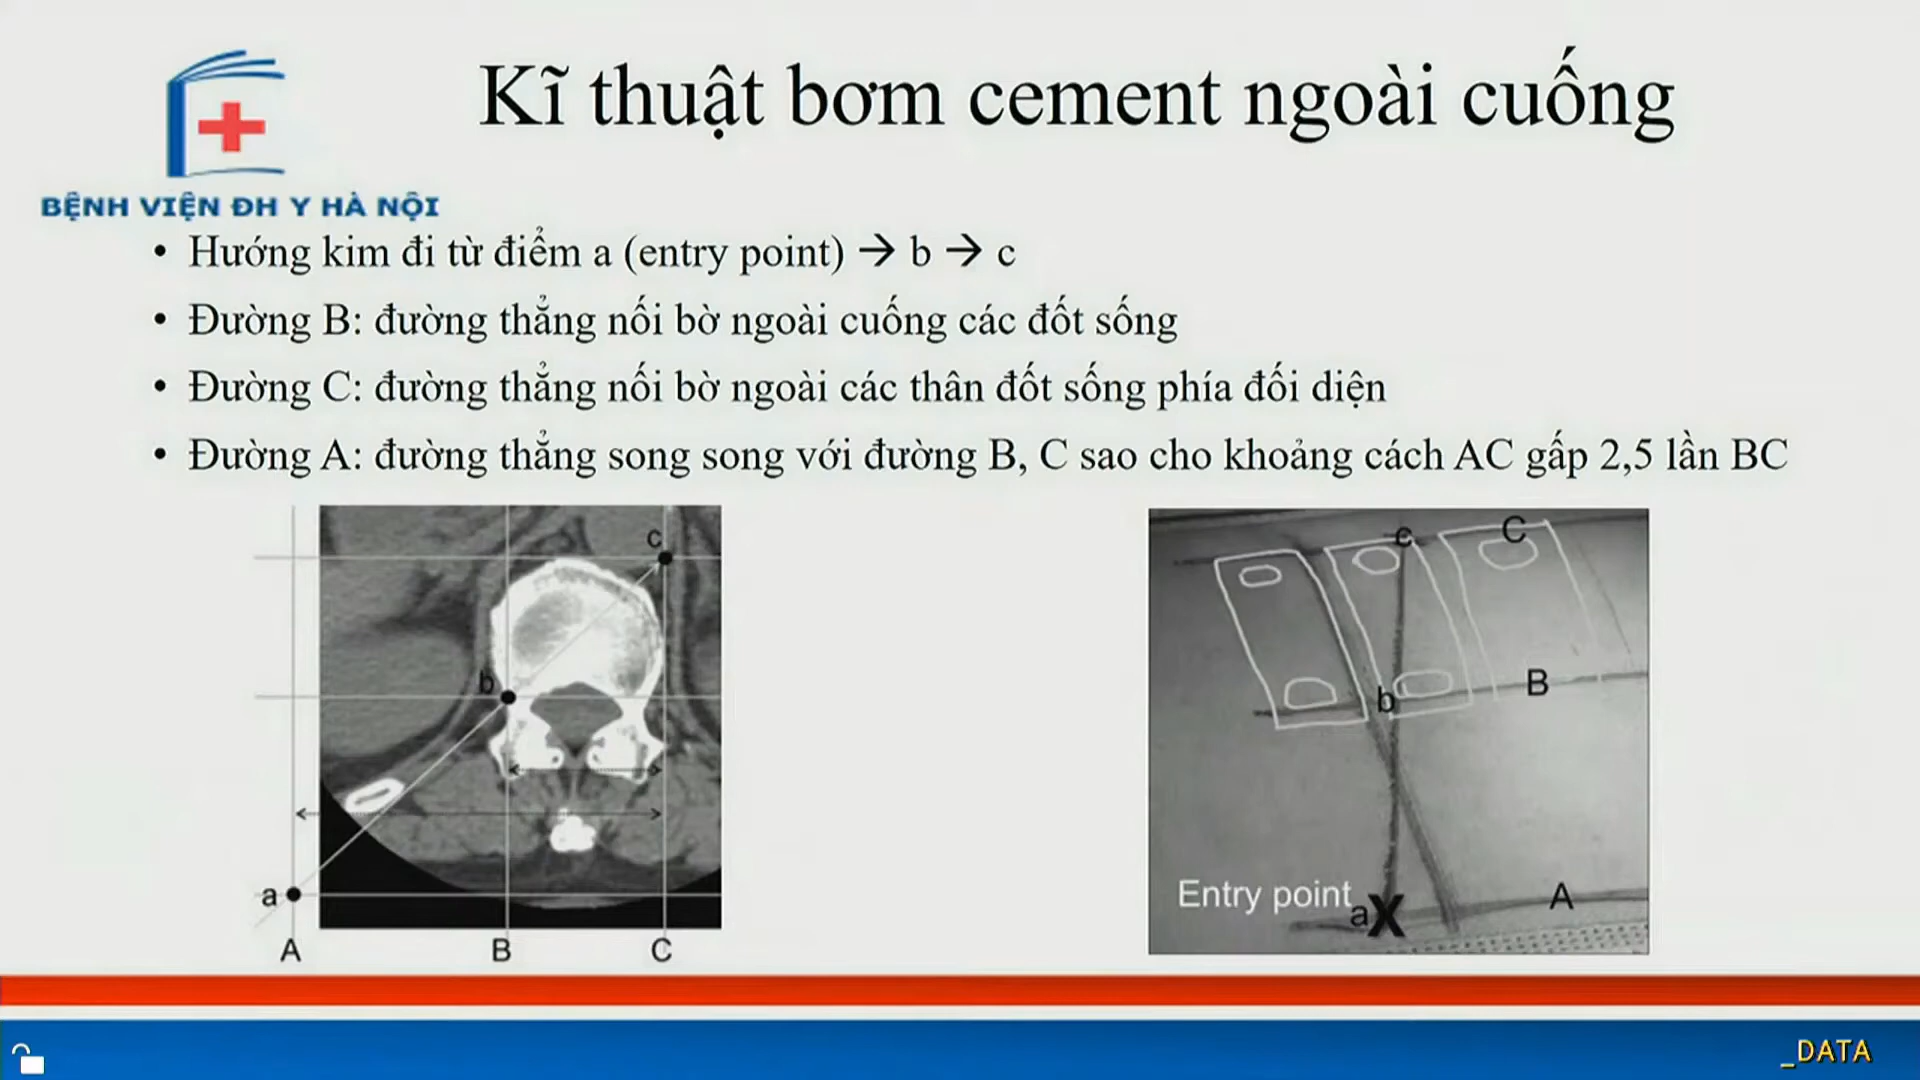 Kĩ thuật bơm cement ngoài cuống
BỆNH VIỆN ĐH Y HÀ NỘI
• Hướng kim đi từ điểm a (entry point) → b → c
• Đường B: đường thẳng nối bờ ngoài cuống các đốt sống
• Đường C: đường thẳng nối bờ ngoài các thân đốt sống phía đối diện
• Đường A: đường thẳng song song với đường B, C sao cho khoảng cách AC gấp 2,5 lần BC
c
b
a
A B C
c C
b B
Entry point a X A
_DATA